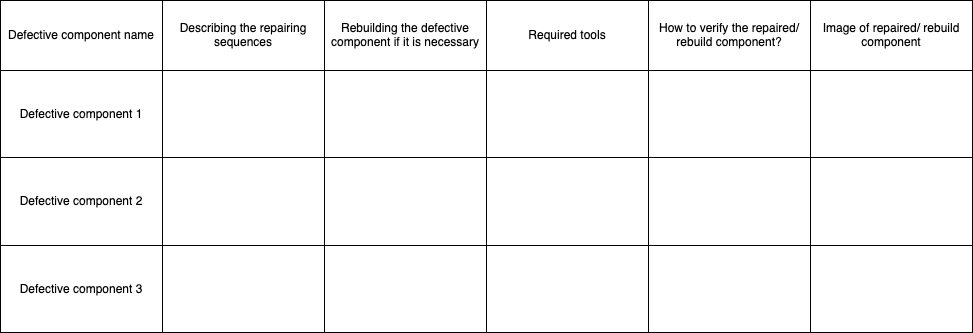 Defective component name
Describing the repairing
sequences
Rebuilding the defective
component if it is necessary
Required tools
How to verify the repaired/
rebuild component?
Image of repaired/ rebuild
component
Defective component 1
Defective component 2
Defective component 3